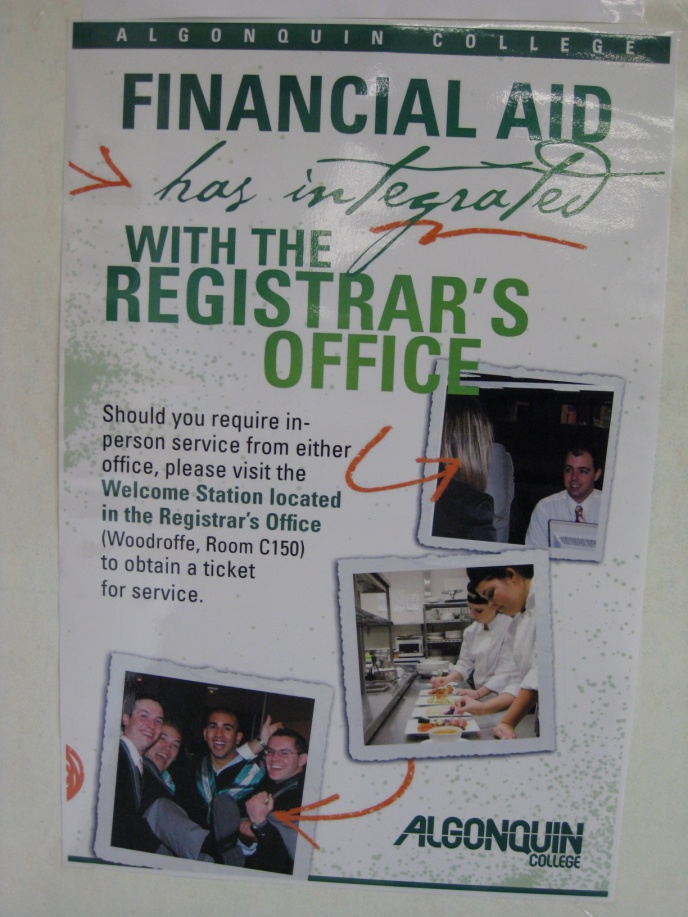 ALGONQUIN COLLEGE
FINANCIAL AID
has integrated
WITH THE
REGISTRAR'S
OFFICE
Should you require in-
person service from either
office, please visit the
Welcome Station located
in the Registrar's Office
(Woodroffe, Room C150)
to obtain a ticket
for service.
ALGONQUIN
COLLEGE